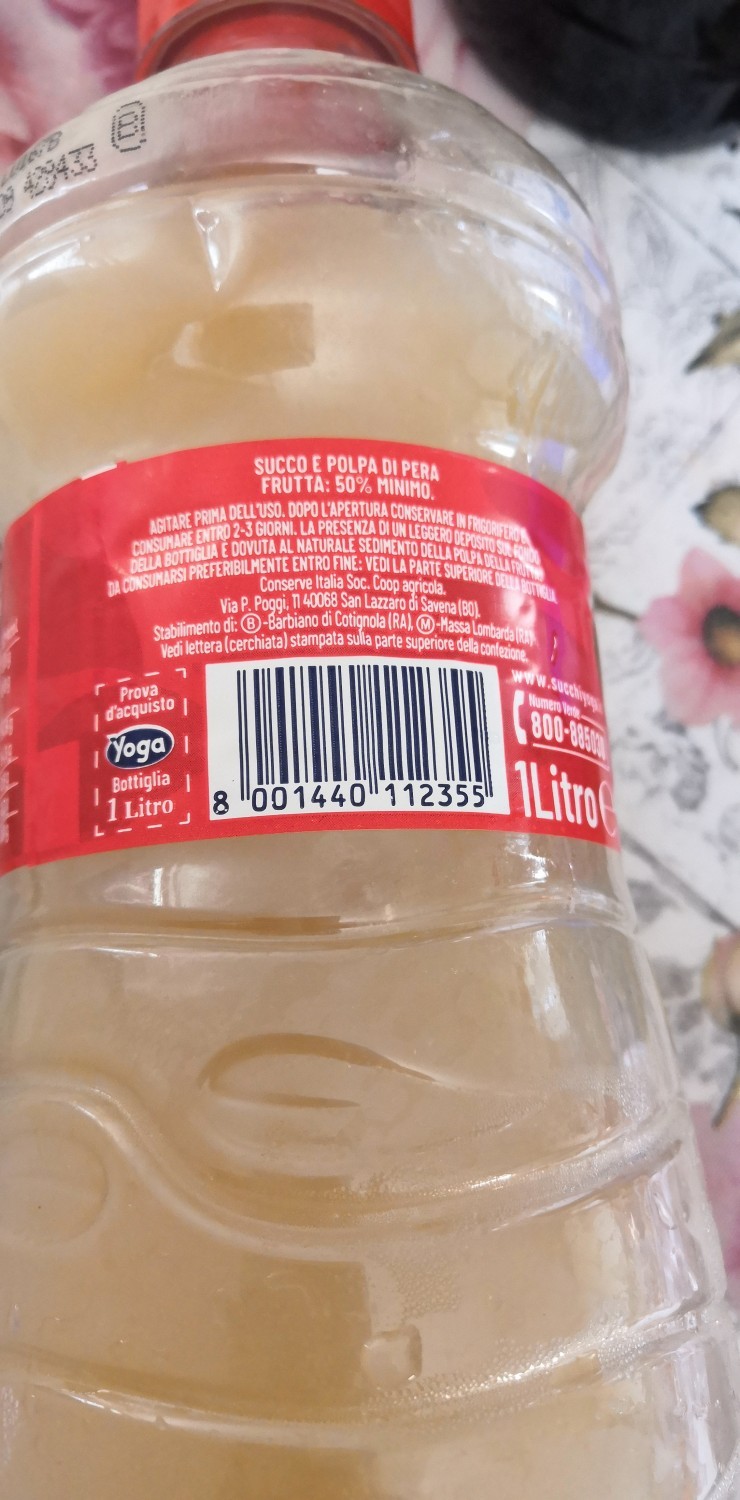 428433 (B)
SUCCO E POLPA DI PERA
FRUTTA: 50% MINIMO.
AGITARE PRIMA DELL'USO. DOPO L'APERTURA CONSERVARE IN FRIGORIFERO E
CONSUMARE ENTRO 2-3 GIORNI. LA PRESENZA DI UN LEGGERO DEPOSITO SUL FONDO
DELLA BOTTIGLIA È DOVUTA AL NATURALE SEDIMENTO DELLA POLPA DELLA FRUTTA.
DA CONSUMARSI PREFERIBILMENTE ENTRO FINE: VEDI LA PARTE SUPERIORE DELLA BOTTIGLIA
Conserve Italia Soc. Coop agricola.
Via P. Poggi, 11 40068 San Lazzaro di Savena (BO).
Stabilimento di: Ⓑ-Barbiano di Cotignola (RA), Ⓜ-Massa Lombarda (RA)
Vedi lettera (cerchiata) stampata sulla parte superiore della confezione.
Prova
d'acquisto
Yoga
Bottiglia
1 Litro
8 001440 112355
Numero Verde
1Litro ℮